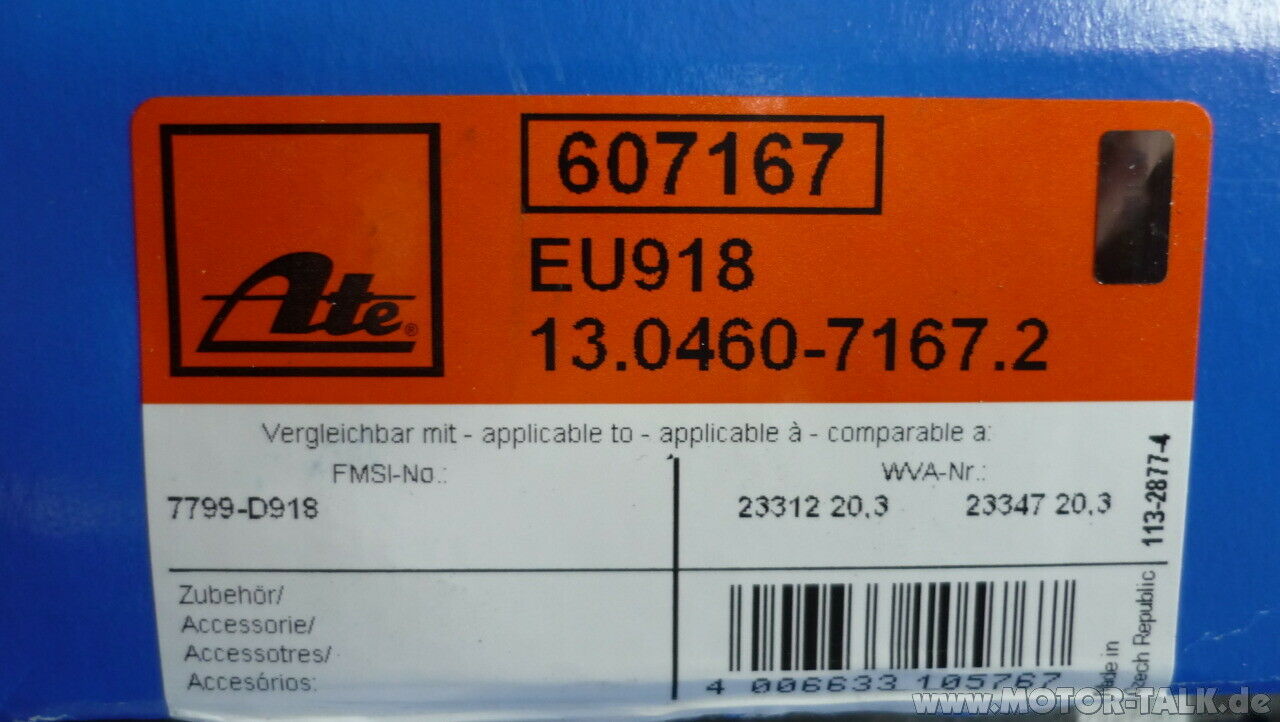 607167
EU918
13.0460-7167.2
Ate®
Vergleichbar mit - applicable to - applicable à - comparable a:
FMSI-No.:
WVA-Nr.:
7799-D918
23312 20,3 23347 20,3
113-2877-4
Zubehör/
Accessorie/
Accessotres/
Accesórios:
4 006633 105767
in
Republic
www.MOTOR-TALK.de